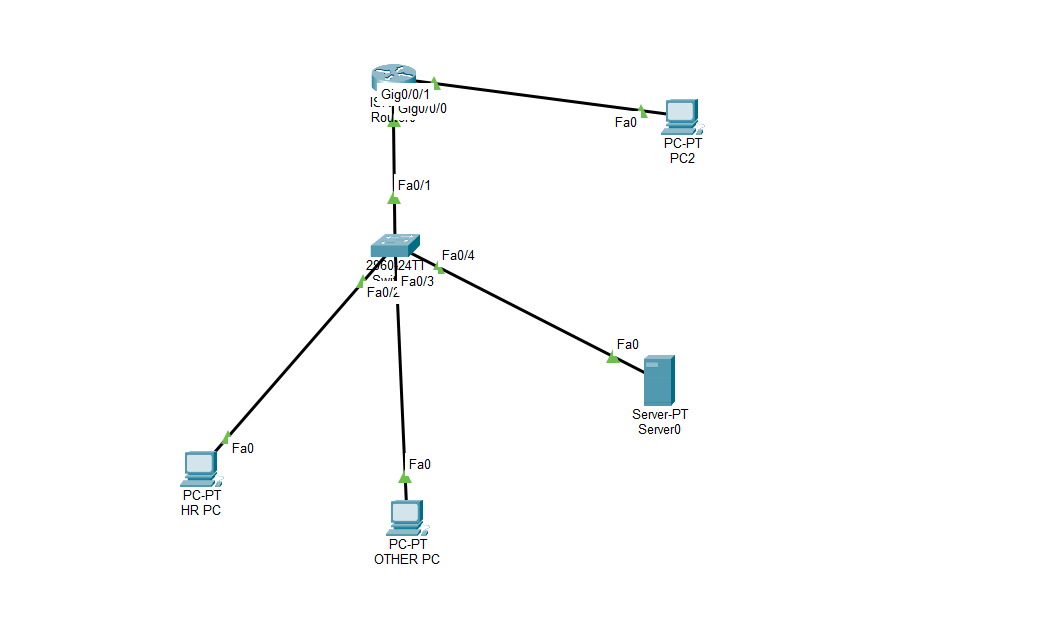 Gig0/0/1
Gig0/0/0
Fa0
PC-PT
PC2
Fa0/1
Fa0/4
Fa0/3
Fa0/2
Fa0
Server-PT
Server0
Fa0
PC-PT
HR PC
Fa0
PC-PT
OTHER PC